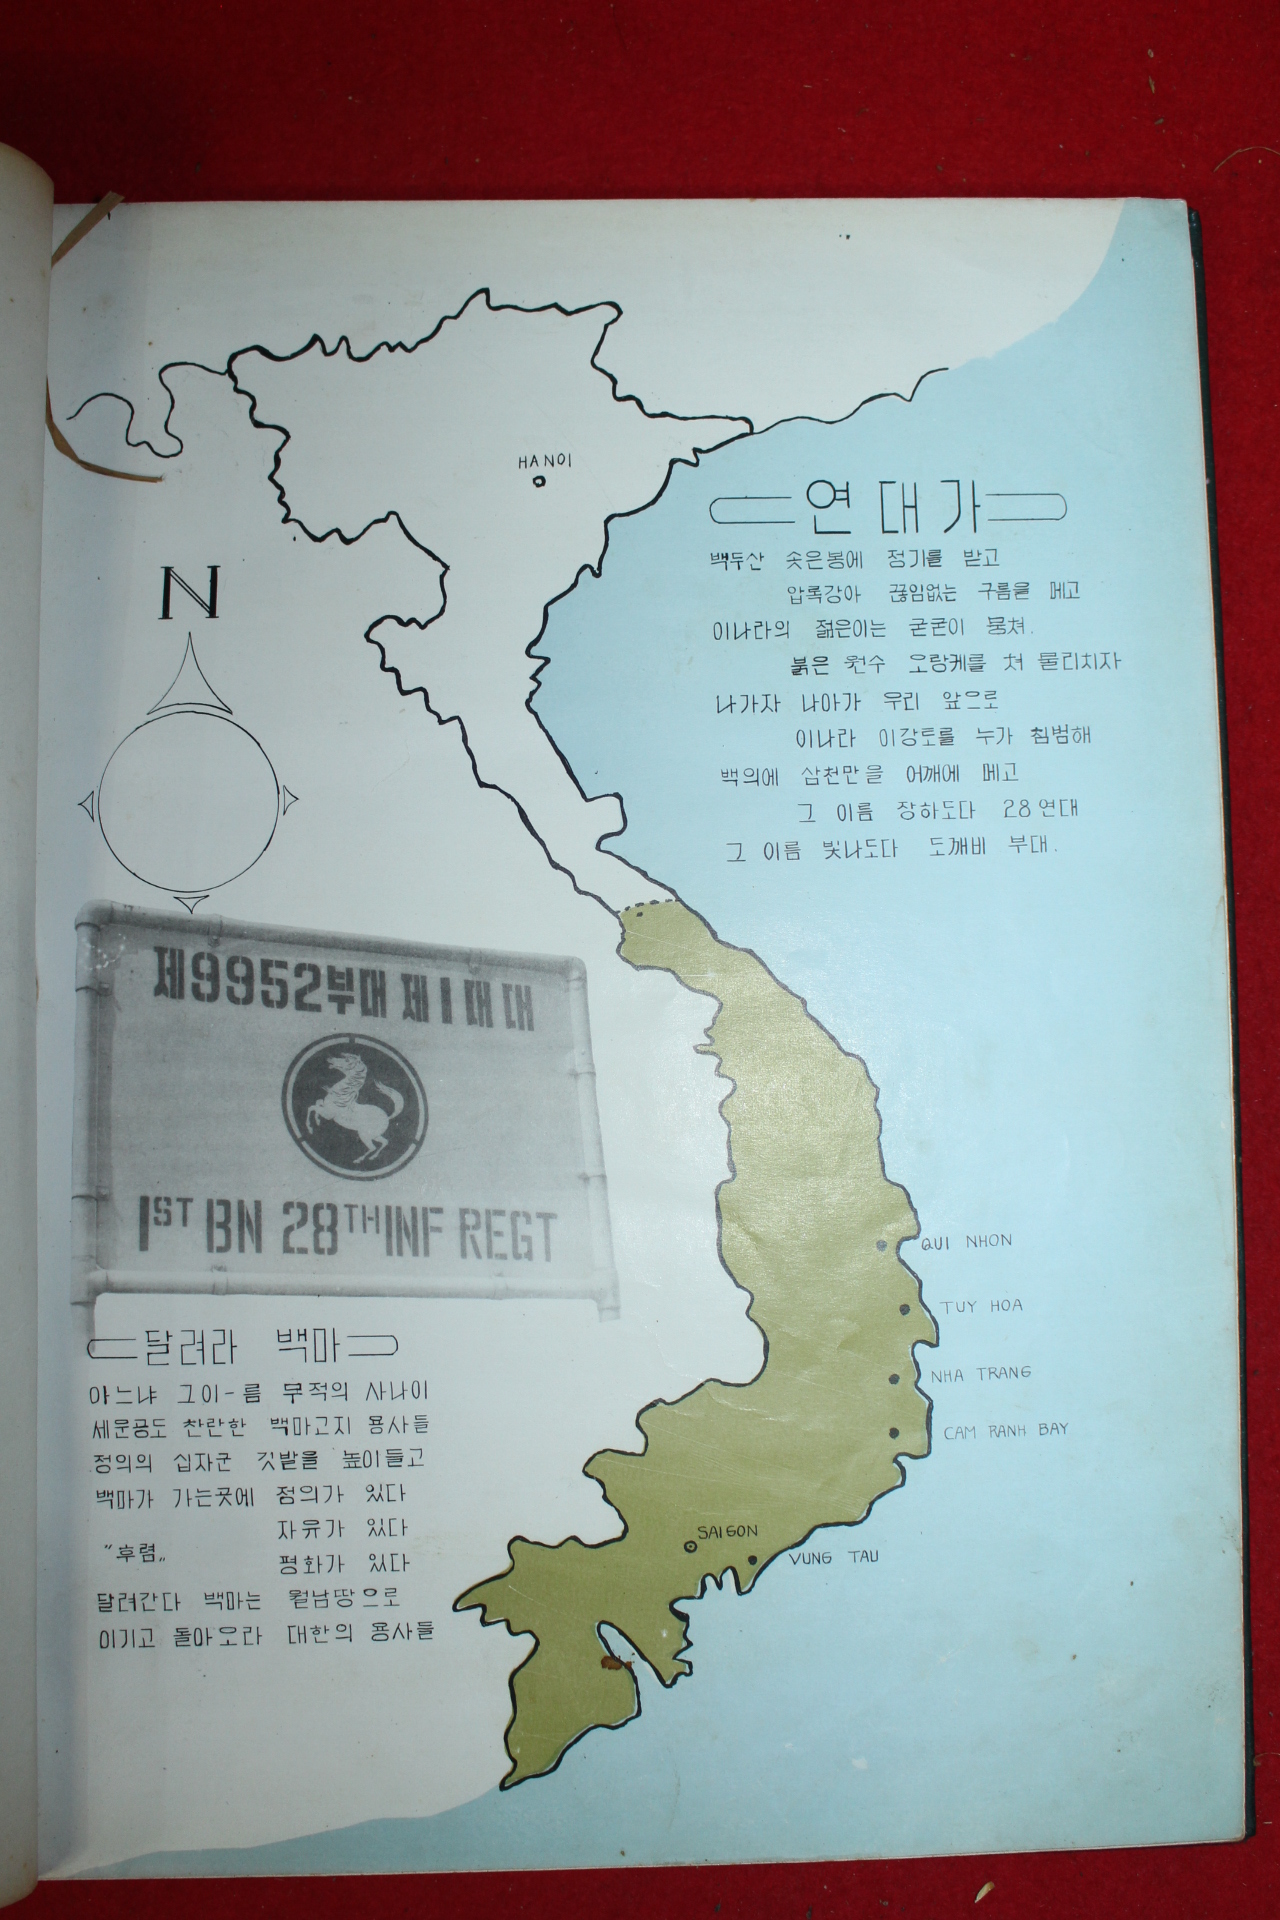 HANOI
연대가
백두산 솟은봉에 정기를 받고
압록강아 끊임없는 구름을 메고
이나라의 젊은이는 굳굳이 뭉쳐.
붉은 원수 오랑케를 쳐 물리치자
나가자 나아가 우리 앞으로
이나라 이강토를 누가 침범해
백의에 삼천만을 어깨에 메고
그 이름 장하도다 28연대
그 이름 빛나도다 도깨비 부대.
N
제9952부대 제1대대
1ST BN 28TH INF REGT
QUI NHON
TUY HOA
NHA TRANG
CAM RANH BAY
SAIGON
VUNG TAU
달려라 백마
아느냐 그이-름 무적의 사나이
세운공도 찬란한 백마고지 용사들
정의의 십자군 깃발을 높이들고
백마가 가는곳에 정의가 있다
자유가 있다
"후렴"
평화가 있다
달려간다 백마는 월남땅으로
이기고 돌아오라 대한의 용사들